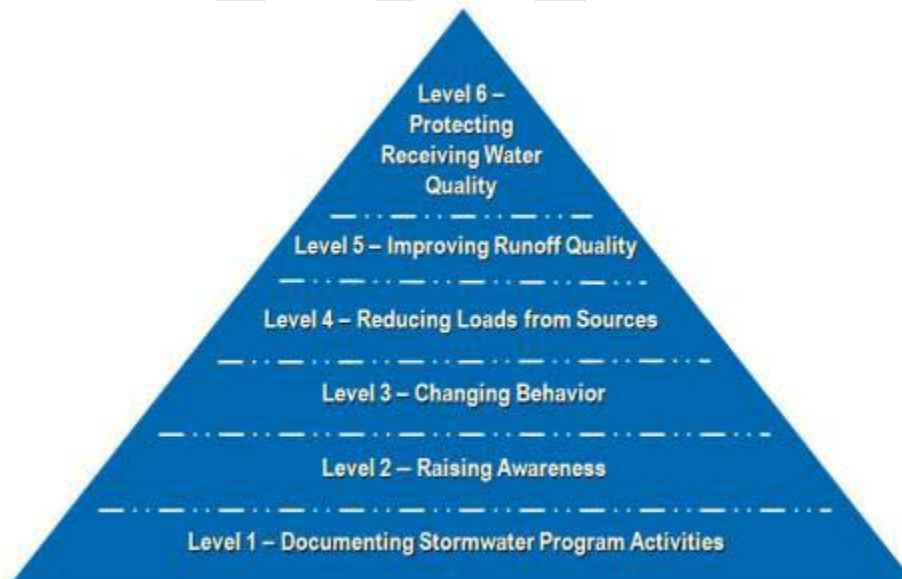 Level 6 –
Protecting
Receiving Water
Quality
Level 5 – Improving Runoff Quality
Level 4 – Reducing Loads from Sources
Level 3 – Changing Behavior
Level 2 – Raising Awareness
Level 1 – Documenting Stormwater Program Activities